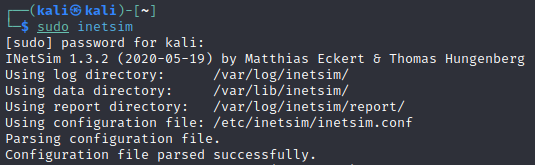 ┌──(kali㉿kali)-[~]
└─$ sudo inetsim
[sudo] password for kali:
INetSim 1.3.2 (2020-05-19) by Matthias Eckert & Thomas Hungenberg
Using log directory:      /var/log/inetsim/
Using data directory:     /var/lib/inetsim/
Using report directory:   /var/log/inetsim/report/
Using configuration file: /etc/inetsim/inetsim.conf
Parsing configuration file.
Configuration file parsed successfully.